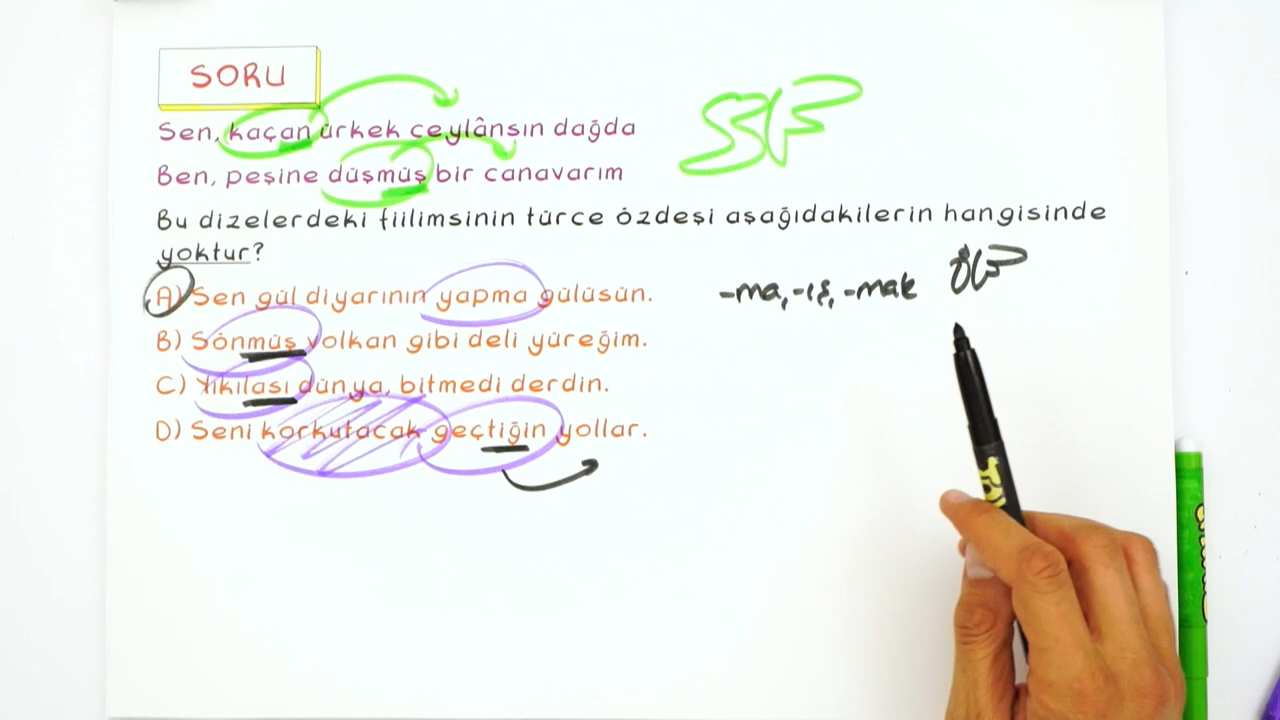 SORU
Sen, kaçan ürkek ceylânsın dağda
SF
Ben, peşine düşmüş bir canavarım
Bu dizelerdeki fiilimsinin türce özdeşi aşağıdakilerin hangisinde
yoktur?
A) Sen gül diyarının yapma gülüsün.
-ma, -ış, -mak
B) Sönmüş volkan gibi deli yüreğim.
C) Yıkılası dünya, bitmedi derdin.
D) Seni korkutacak geçtiğin yollar.